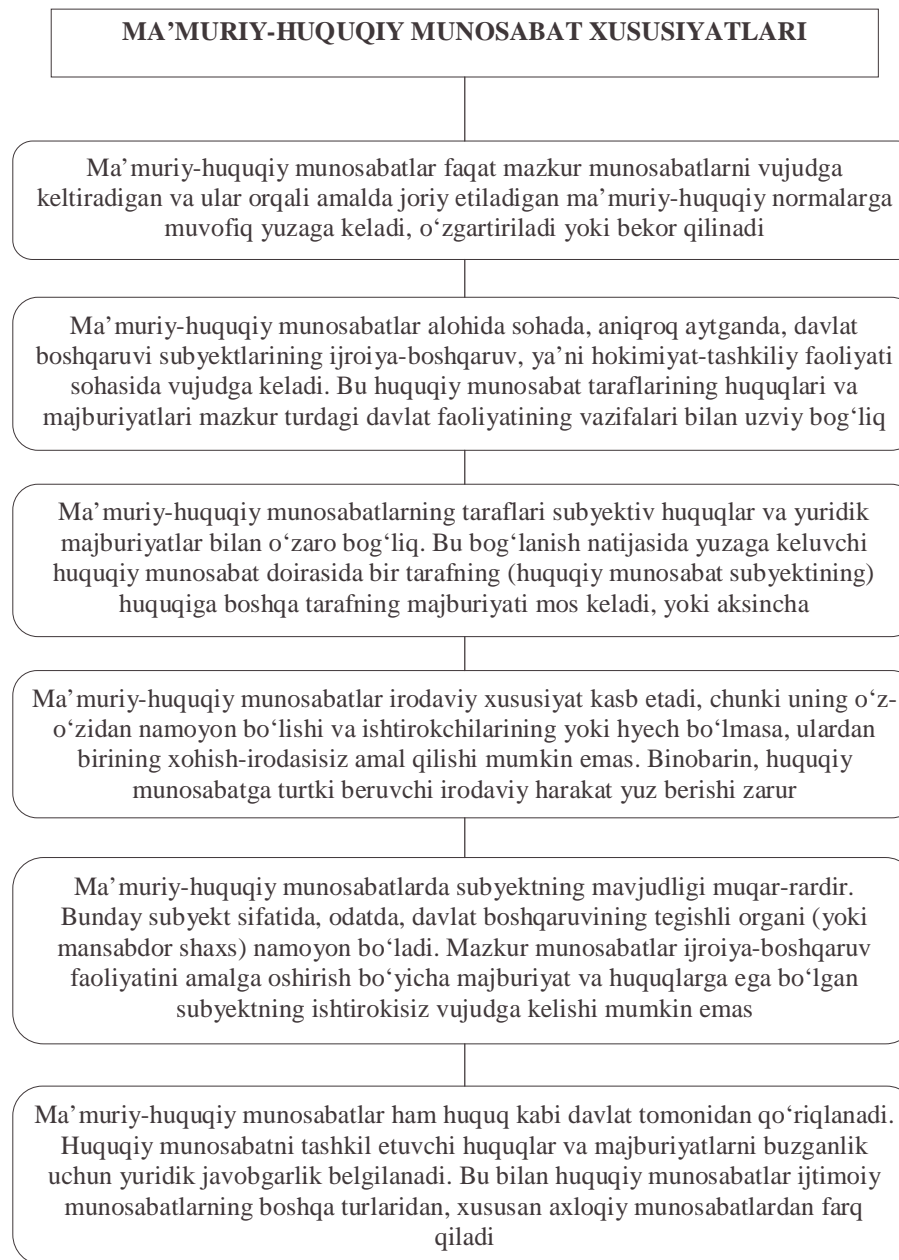 MA’MURIY-HUQUQIY MUNOSABAT XUSUSIYATLARI
Ma’muriy-huquqiy munosabatlar faqat mazkur munosabatlarni vujudga
keltiradigan va ular orqali amalda joriy etiladigan ma’muriy-huquqiy normalarga
muvofiq yuzaga keladi, o‘zgartiriladi yoki bekor qilinadi
Ma’muriy-huquqiy munosabatlar alohida sohada, aniqroq aytganda, davlat
boshqaruvi subyektlarining ijroiya-boshqaruv, ya’ni hokimiyat-tashkiliy faoliyati
sohasida vujudga keladi. Bu huquqiy munosabat taraflarining huquqlari va
majburiyatlari mazkur turdagi davlat faoliyatining vazifalari bilan uzviy bog‘liq
Ma’muriy-huquqiy munosabatlarning taraflari subyektiv huquqlar va yuridik
majburiyatlar bilan o‘zaro bog‘liq. Bu bog‘lanish natijasida yuzaga keluvchi
huquqiy munosabat doirasida bir tarafning (huquqiy munosabat subyektining)
huquqiga boshqa tarafning majburiyati mos keladi, yoki aksincha
Ma’muriy-huquqiy munosabatlar irodaviy xususiyat kasb etadi, chunki uning o‘z-
o‘zidan namoyon bo‘lishi va ishtirokchilarining yoki hyech bo‘lmasa, ulardan
birining xohish-irodasisiz amal qilishi mumkin emas. Binobarin, huquqiy
munosabatga turtki beruvchi irodaviy harakat yuz berishi zarur
Ma’muriy-huquqiy munosabatlarda subyektning mavjudligi muqar-rardir.
Bunday subyekt sifatida, odatda, davlat boshqaruvining tegishli organi (yoki
mansabdor shaxs) namoyon bo‘ladi. Mazkur munosabatlar ijroiya-boshqaruv
faoliyatini amalga oshirish bo‘yicha majburiyat va huquqlarga ega bo‘lgan
subyektning ishtirokisiz vujudga kelishi mumkin emas
Ma’muriy-huquqiy munosabatlar ham huquq kabi davlat tomonidan qo‘riqlanadi.
Huquqiy munosabatni tashkil etuvchi huquqlar va majburiyatlarni buzganlik
uchun yuridik javobgarlik belgilanadi. Bu bilan huquqiy munosabatlar ijtimoiy
munosabatlarning boshqa turlaridan, xususan axloqiy munosabatlardan farq
qiladi